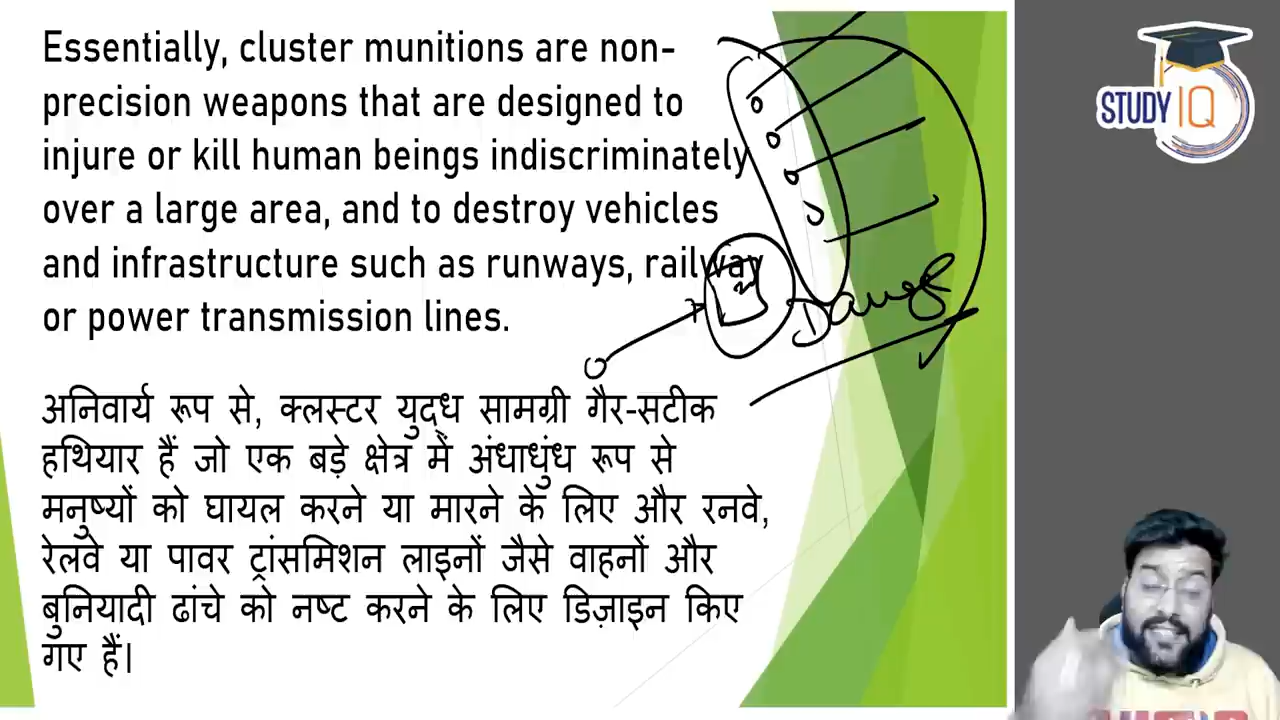 Essentially, cluster munitions are non-
precision weapons that are designed to
injure or kill human beings indiscriminately
over a large area, and to destroy vehicles
and infrastructure such as runways, railway
or power transmission lines.
अनिवार्य रूप से, क्लस्टर युद्ध सामग्री गैर-सटीक
हथियार हैं जो एक बड़े क्षेत्र में अंधाधुंध रूप से
मनुष्यों को घायल करने या मारने के लिए और रनवे,
रेलवे या पावर ट्रांसमिशन लाइनों जैसे वाहनों और
बुनियादी ढांचे को नष्ट करने के लिए डिज़ाइन किए
गए हैं।
STUDY IQ